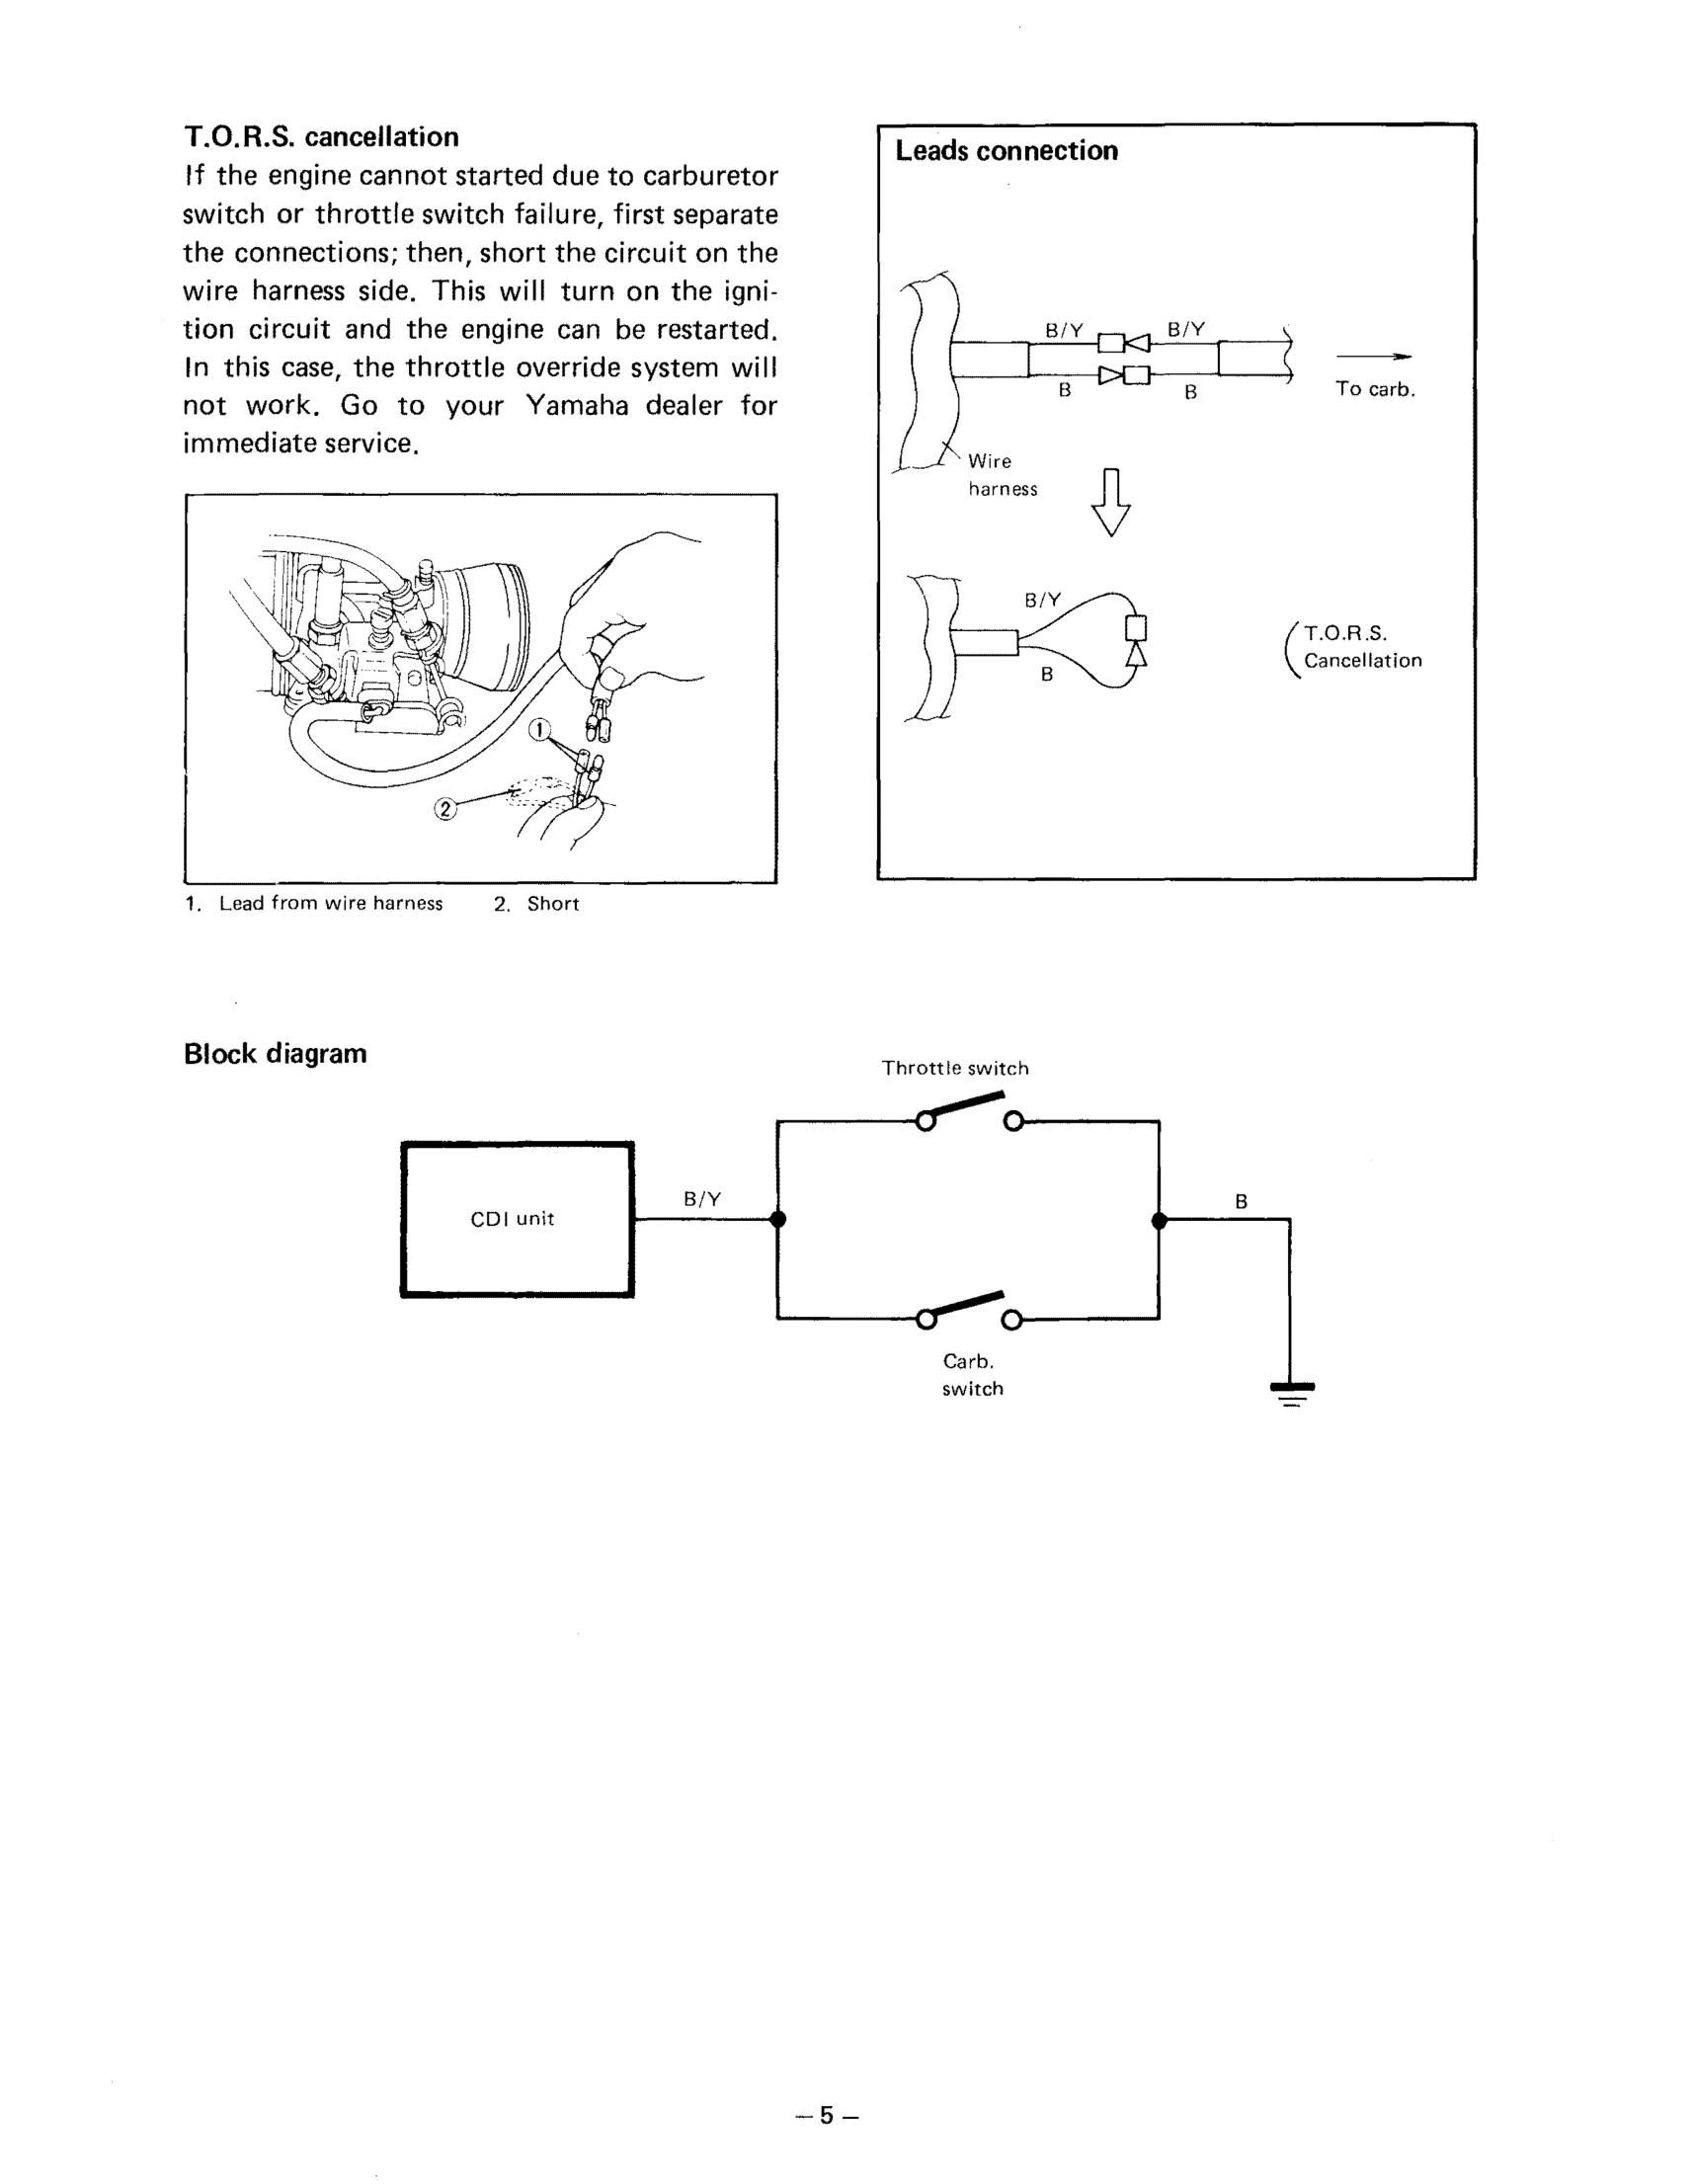 T.O.R.S. cancellation
If the engine cannot started due to carburetor
switch or throttle switch failure, first separate
the connections; then, short the circuit on the
wire harness side. This will turn on the igni-
tion circuit and the engine can be restarted.
In this case, the throttle override system will
not work. Go to your Yamaha dealer for
immediate service.
1
2
1. Lead from wire harness 2. Short
Leads connection
B/Y B/Y
B B
To carb.
Wire
harness
B/Y
B
T.O.R.S.
Cancellation
Block diagram
Throttle switch
CDI unit
B/Y
B
Carb.
switch
— 5 —